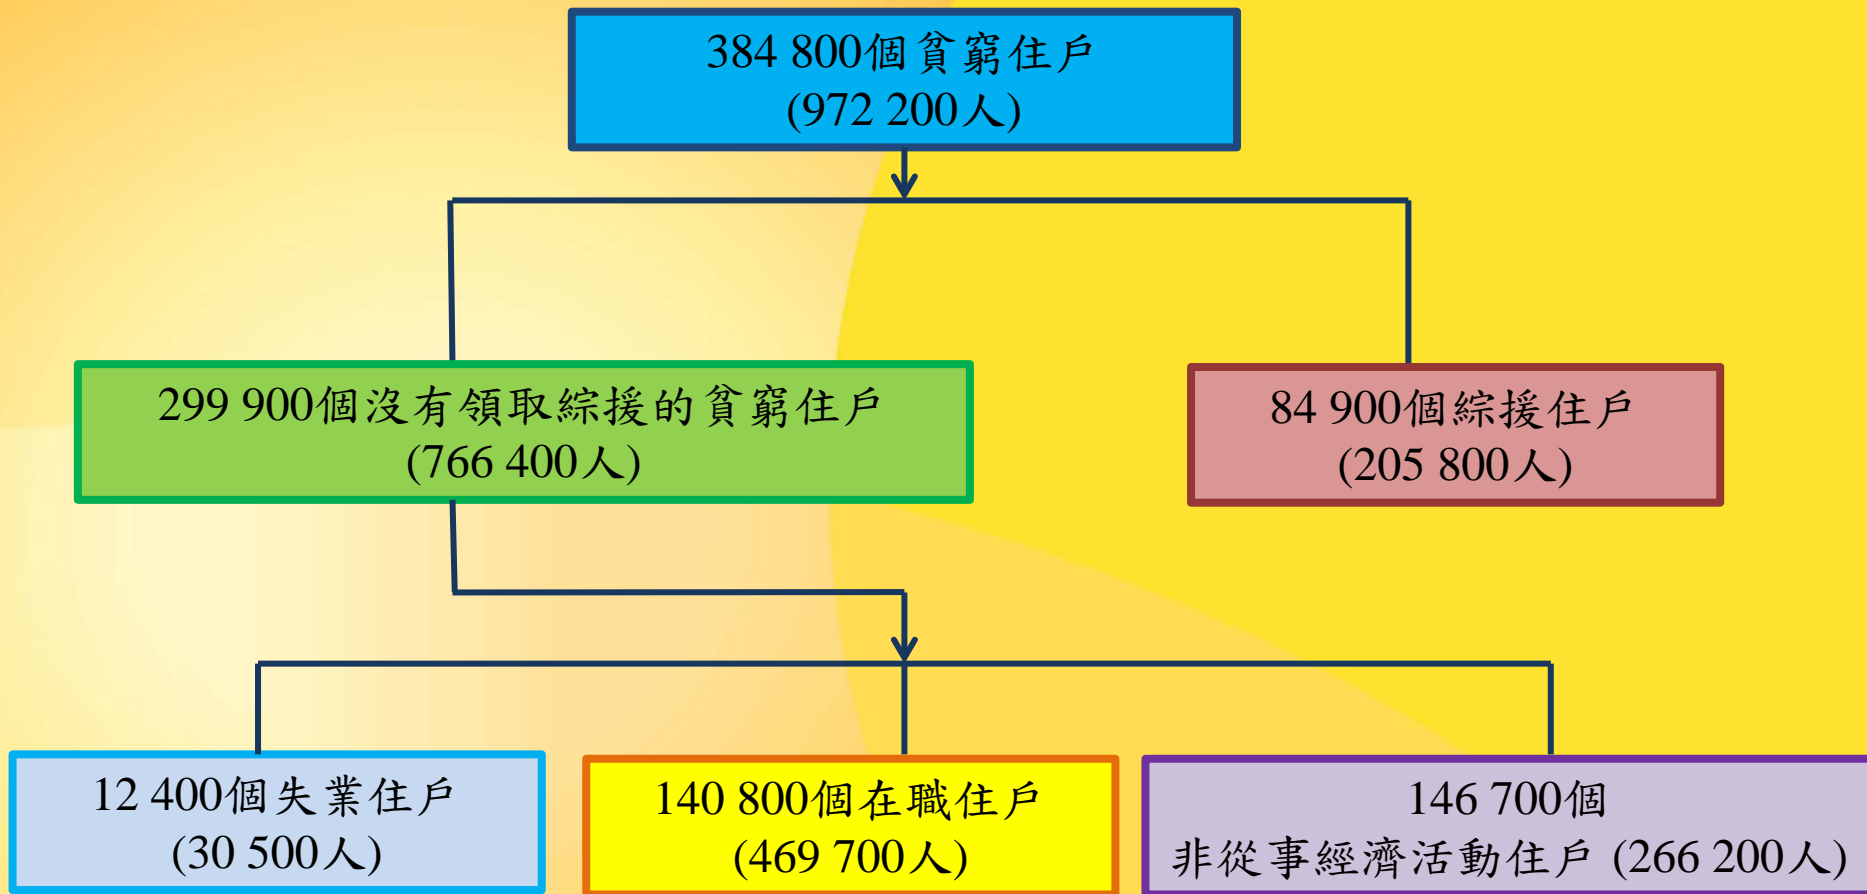 384 800個貧窮住戶
(972 200人)
299 900個沒有領取綜援的貧窮住戶
(766 400人)
84 900個綜援住戶
(205 800人)
12 400個失業住戶
(30 500人)
140 800個在職住戶
(469 700人)
146 700個
非從事經濟活動住戶 (266 200人)